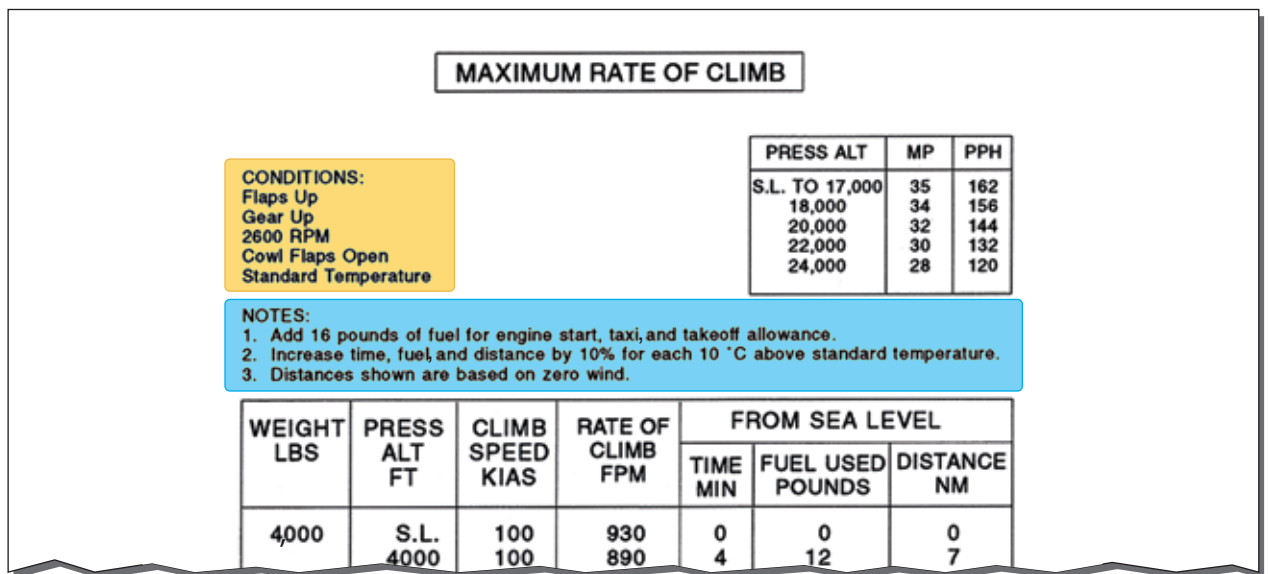 MAXIMUM RATE OF CLIMB
PRESS ALT MP PPH
S.L. TO 17,000 35 162
18,000 34 156
20,000 32 144
22,000 30 132
24,000 28 120
CONDITIONS:
Flaps Up
Gear Up
2600 RPM
Cowl Flaps Open
Standard Temperature
NOTES:
1. Add 16 pounds of fuel for engine start, taxi, and takeoff allowance.
2. Increase time, fuel, and distance by 10% for each 10 °C above standard temperature.
3. Distances shown are based on zero wind.
WEIGHT LBS
PRESS ALT FT
CLIMB SPEED KIAS
RATE OF CLIMB FPM
FROM SEA LEVEL
TIME MIN
FUEL USED POUNDS
DISTANCE NM
4,000 S.L. 100 930 0 0 0
4000 100 890 4 12 7